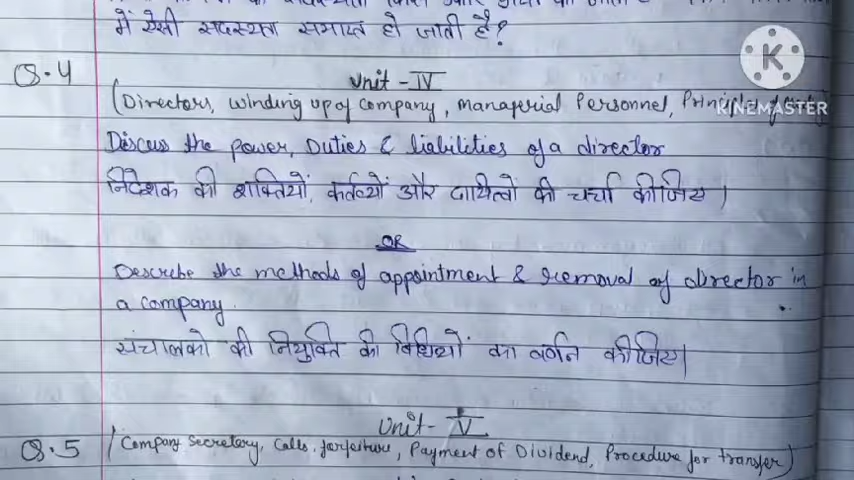 में ऐसी सदस्यता समाप्त हो जाती है?
Q.4
Unit - IV
(Directors, winding up of company, managerial Personnel,
KINEMASTER
Discuss the power, Duties & liabilities of a director
निदेशक की शक्तियों, कर्तव्यों और दायित्वों की चर्चा कीजिए।
OR
Describe the methods of appointment & removal of director in
a company.
संचालको की नियुक्ति की विधियों का वर्णन कीजिए।
Unit - V
Q.5
(Company Secretary, Calls, forfeiture, Payment of Dividend, Procedure for transfer)